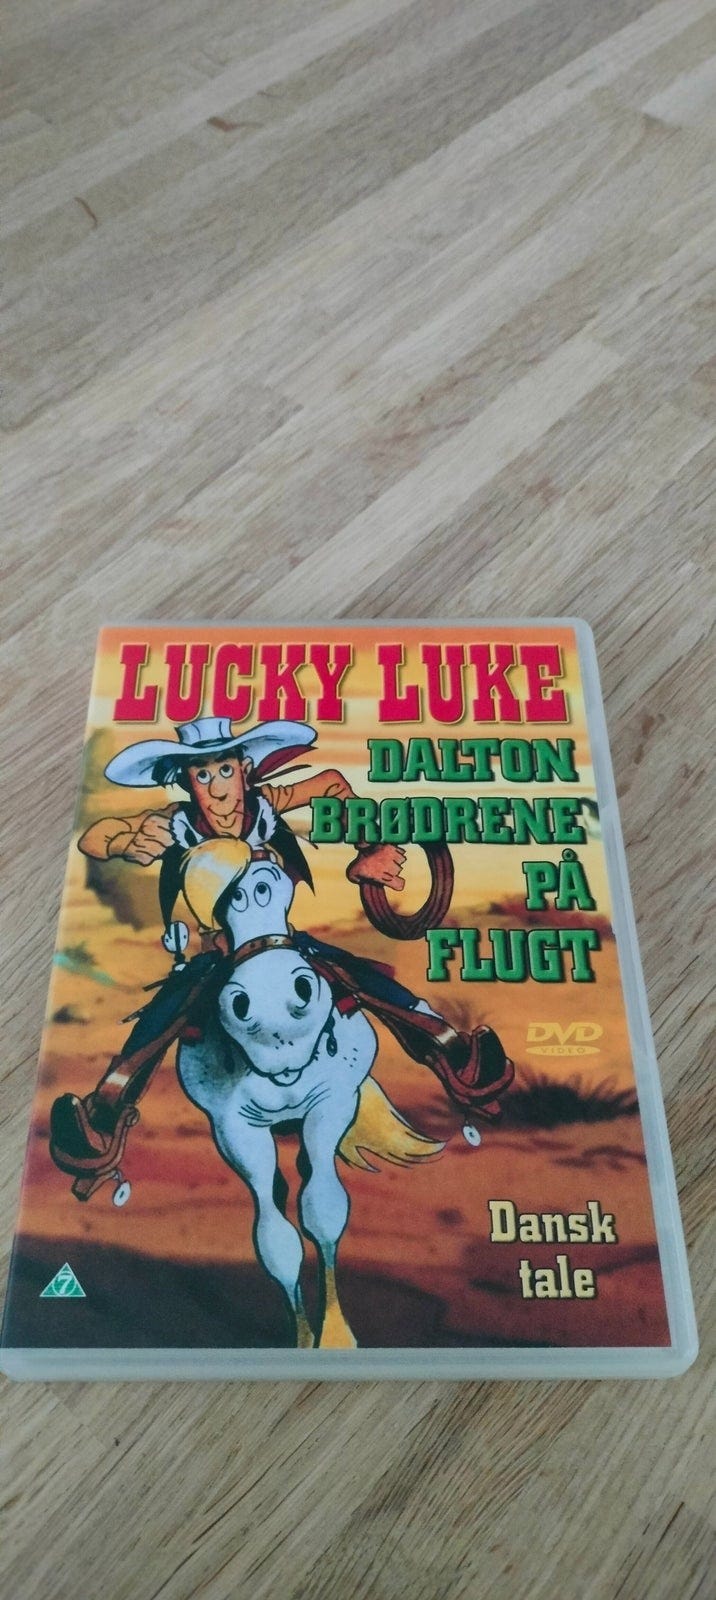 LUCKY LUKE
DALTON
BRØDRENE
PÅ
FLUGT
DVD
VIDEO
Dansk
tale
7